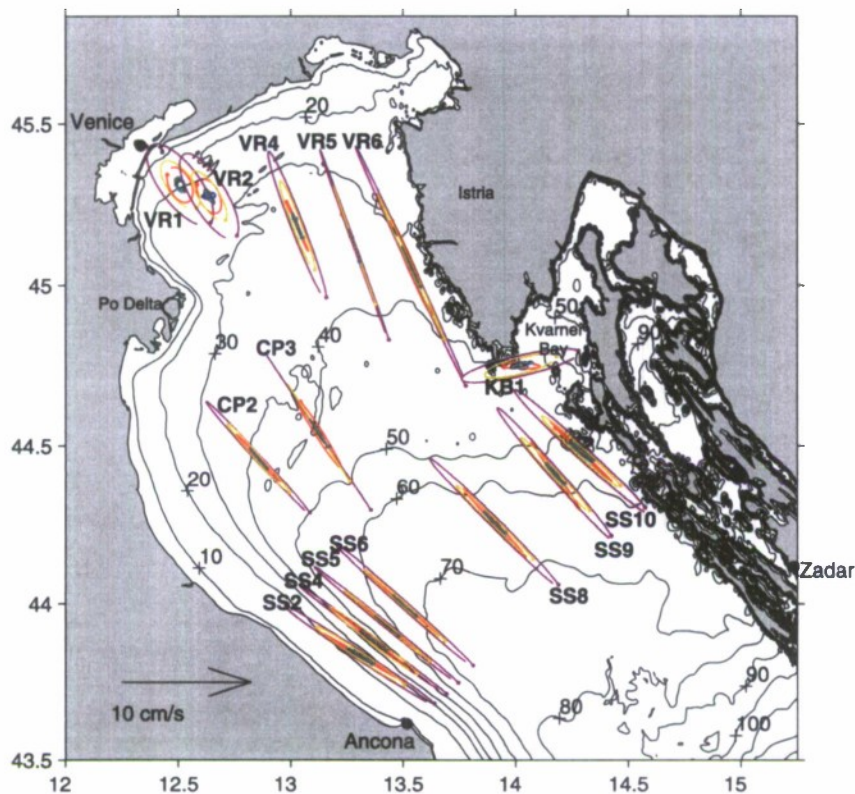 45.5
45
44.5
44
43.5
12
12.5
13
13.5
14
14.5
15
Venice
20
VR4
VR5
VR6
VR2
VR1
Istria
Po Delta
30
40
CP3
CP2
50
Kvarner
Bay
90
KB1
20
50
60
10
SS10
SS9
SS8
SS6
SS5
SS4
SS2
70
Zadar
10 cm/s
Ancona
80
90
100